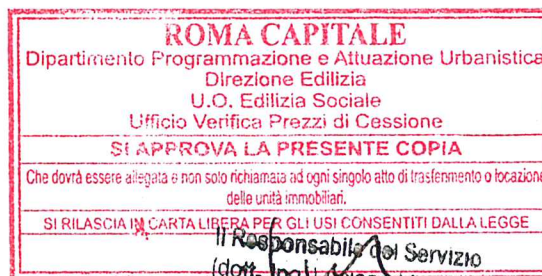 ROMA CAPITALE
Dipartimento Programmazione e Attuazione Urbanistica
Direzione Edilizia
U.O. Edilizia Sociale
Ufficio Verifica Prezzi di Cessione
SI APPROVA LA PRESENTE COPIA
Che dovrà essere allegata e non solo richiamata ad ogni singolo atto di trasferimento o locazione
delle unità immobiliari.
SI RILASCIA IN CARTA LIBERA PER GLI USI CONSENTITI DALLA LEGGE
Il Responsabile del Servizio
(dott.